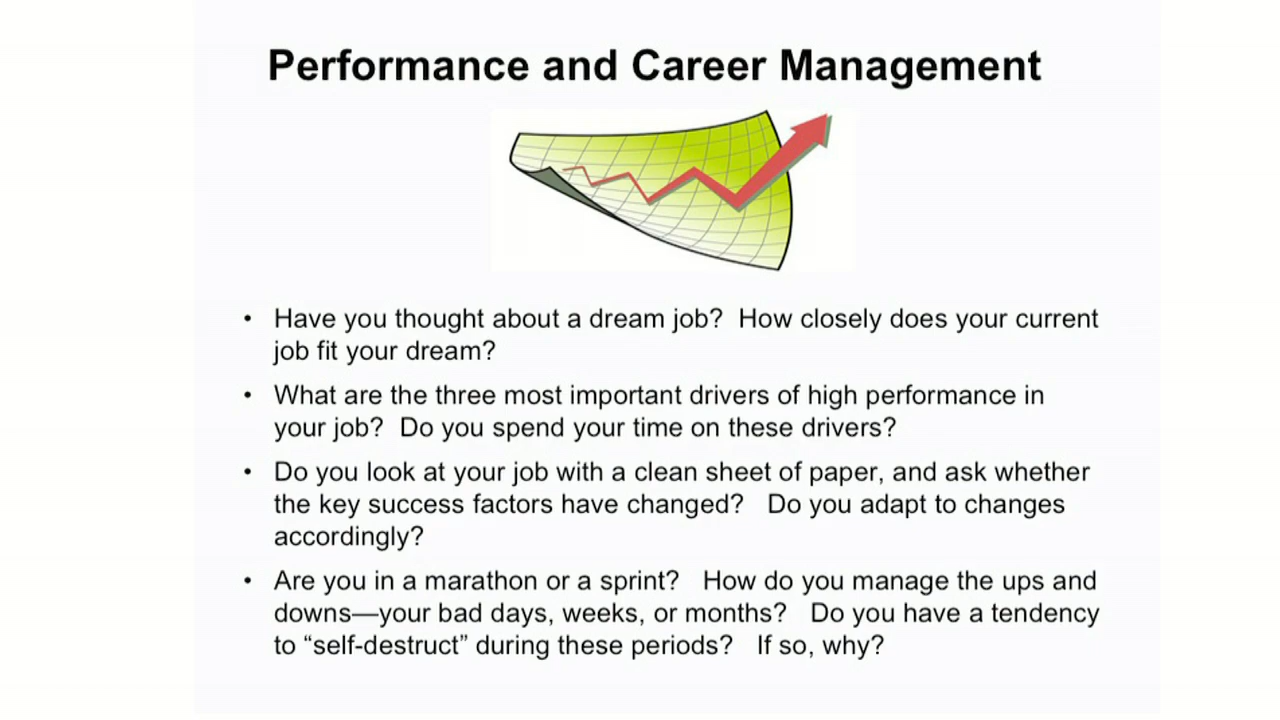 Performance and Career Management
• Have you thought about a dream job? How closely does your current
job fit your dream?
• What are the three most important drivers of high performance in
your job? Do you spend your time on these drivers?
• Do you look at your job with a clean sheet of paper, and ask whether
the key success factors have changed? Do you adapt to changes
accordingly?
• Are you in a marathon or a sprint? How do you manage the ups and
downs—your bad days, weeks, or months? Do you have a tendency
to “self-destruct” during these periods? If so, why?